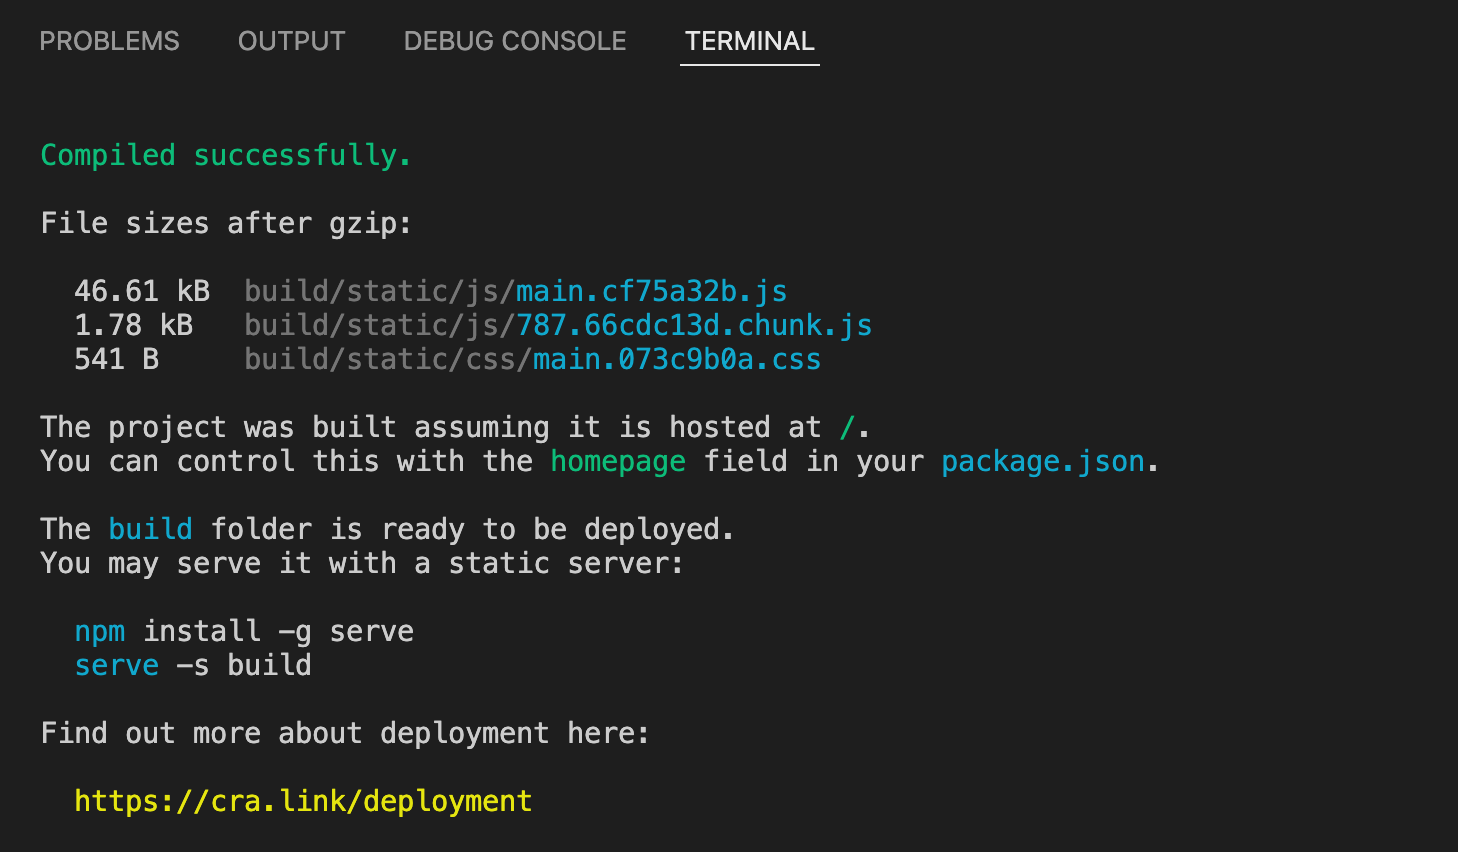 PROBLEMS OUTPUT DEBUG CONSOLE TERMINAL
Compiled successfully.
File sizes after gzip:
46.61 kB build/static/js/main.cf75a32b.js
1.78 kB build/static/js/787.66cdc13d.chunk.js
541 B build/static/css/main.073c9b0a.css
The project was built assuming it is hosted at /.
You can control this with the homepage field in your package.json.
The build folder is ready to be deployed.
You may serve it with a static server:
npm install -g serve
serve -s build
Find out more about deployment here:
https://cra.link/deployment